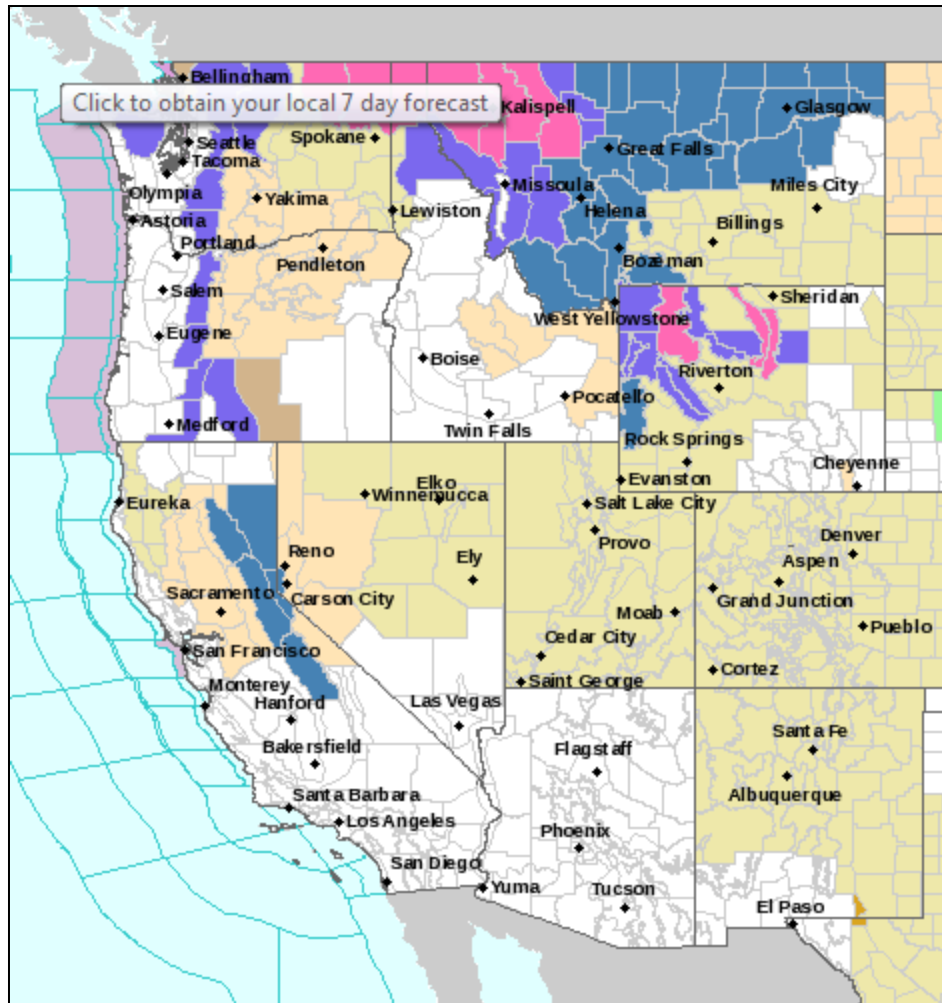 Bellingham
Click to obtain your local 7 day forecast
Kalispell
Glasgow
Spokane
Seattle
Great Falls
Tacoma
Missoula
Miles City
Olympia
Yakima
Lewiston
Helena
Astoria
Billings
Portland
Pendleton
Bozeman
Salem
Sheridan
West Yellowstone
Eugene
Boise
Riverton
Pocatello
Medford
Twin Falls
Rock Springs
Cheyenne
Evanston
Elko
Winnemucca
Eureka
Salt Lake City
Denver
Provo
Reno
Ely
Aspen
Sacramento
Carson City
Grand Junction
Moab
Pueblo
Cedar City
San Francisco
Cortez
Saint George
Monterey
Hanford
Las Vegas
Santa Fe
Bakersfield
Flagstaff
Albuquerque
Santa Barbara
Los Angeles
Phoenix
San Diego
Yuma
Tucson
El Paso